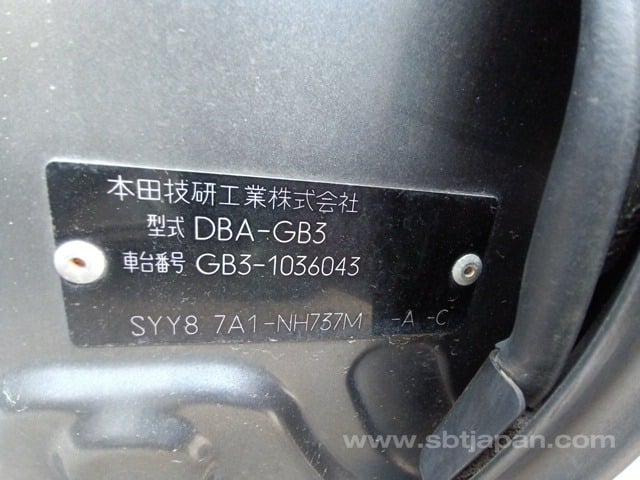 本田技研工業株式会社
型式 DBA-GB3
車台番号 GB3-1036043
SYY8 7A1-NH737M -A -C
www.sbtjapan.com